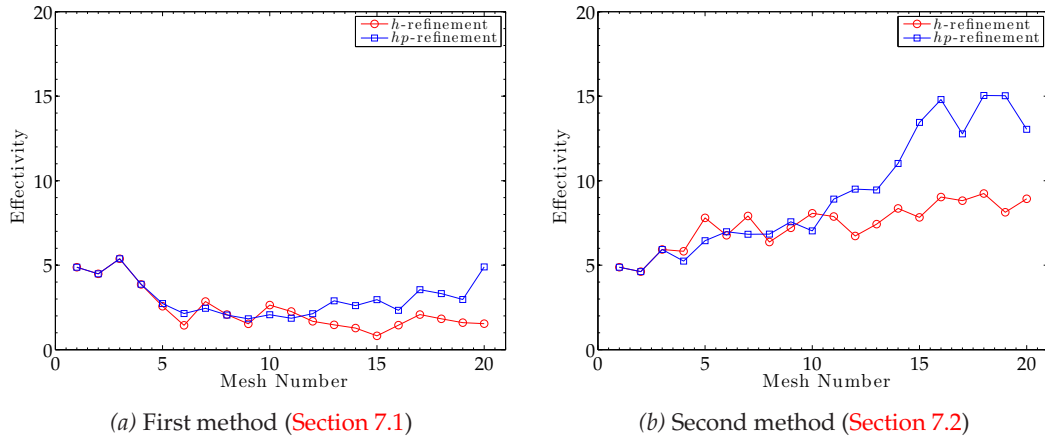 20
15
10
5
0
Effectivity
h-refinement
hp-refinement
0 5 10 15 20
Mesh Number
(a) First method (Section 7.1)
20
15
10
5
0
Effectivity
h-refinement
hp-refinement
0 5 10 15 20
Mesh Number
(b) Second method (Section 7.2)